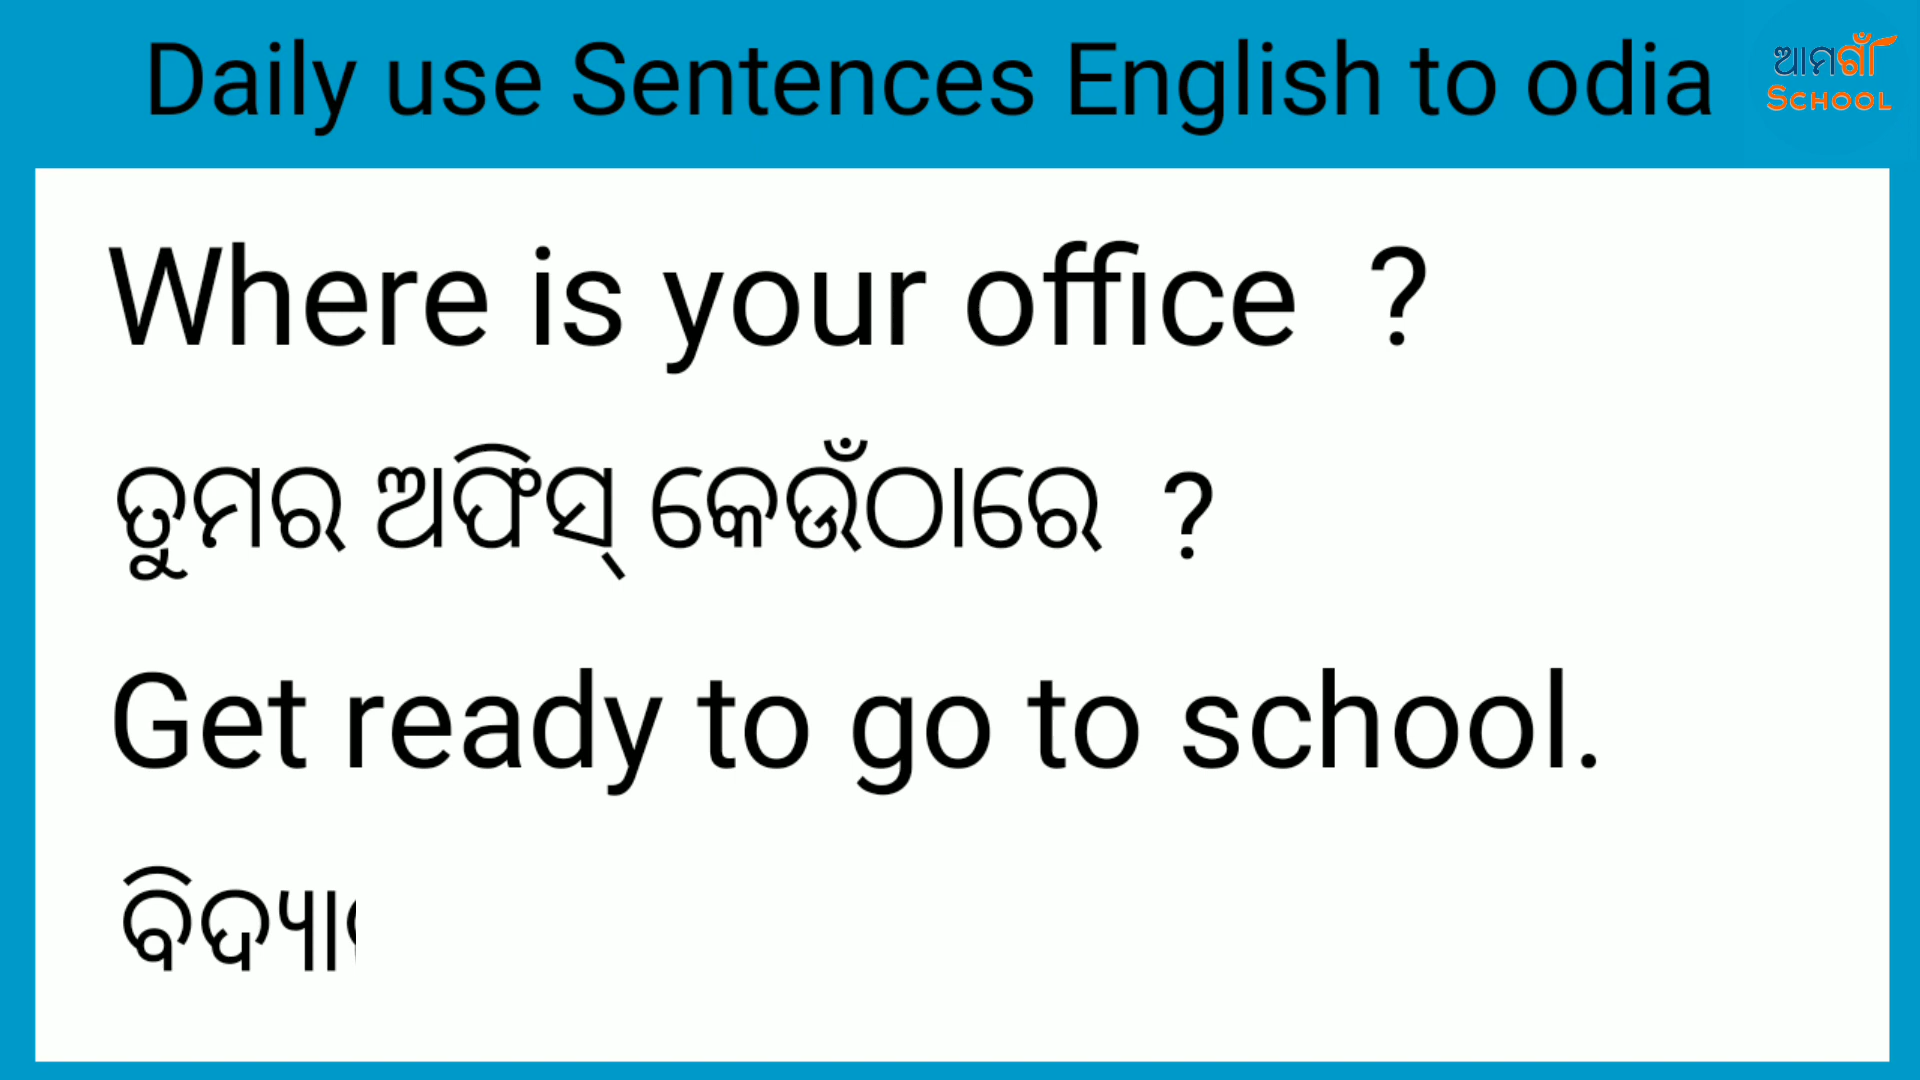 Daily use Sentences English to odia
ଆମ ଗାଁ
SCHOOL
Where is your office ?
ତୁମର ଅଫିସ୍ କେଉଁଠାରେ ?
Get ready to go to school.
ବିଦ୍ୟା